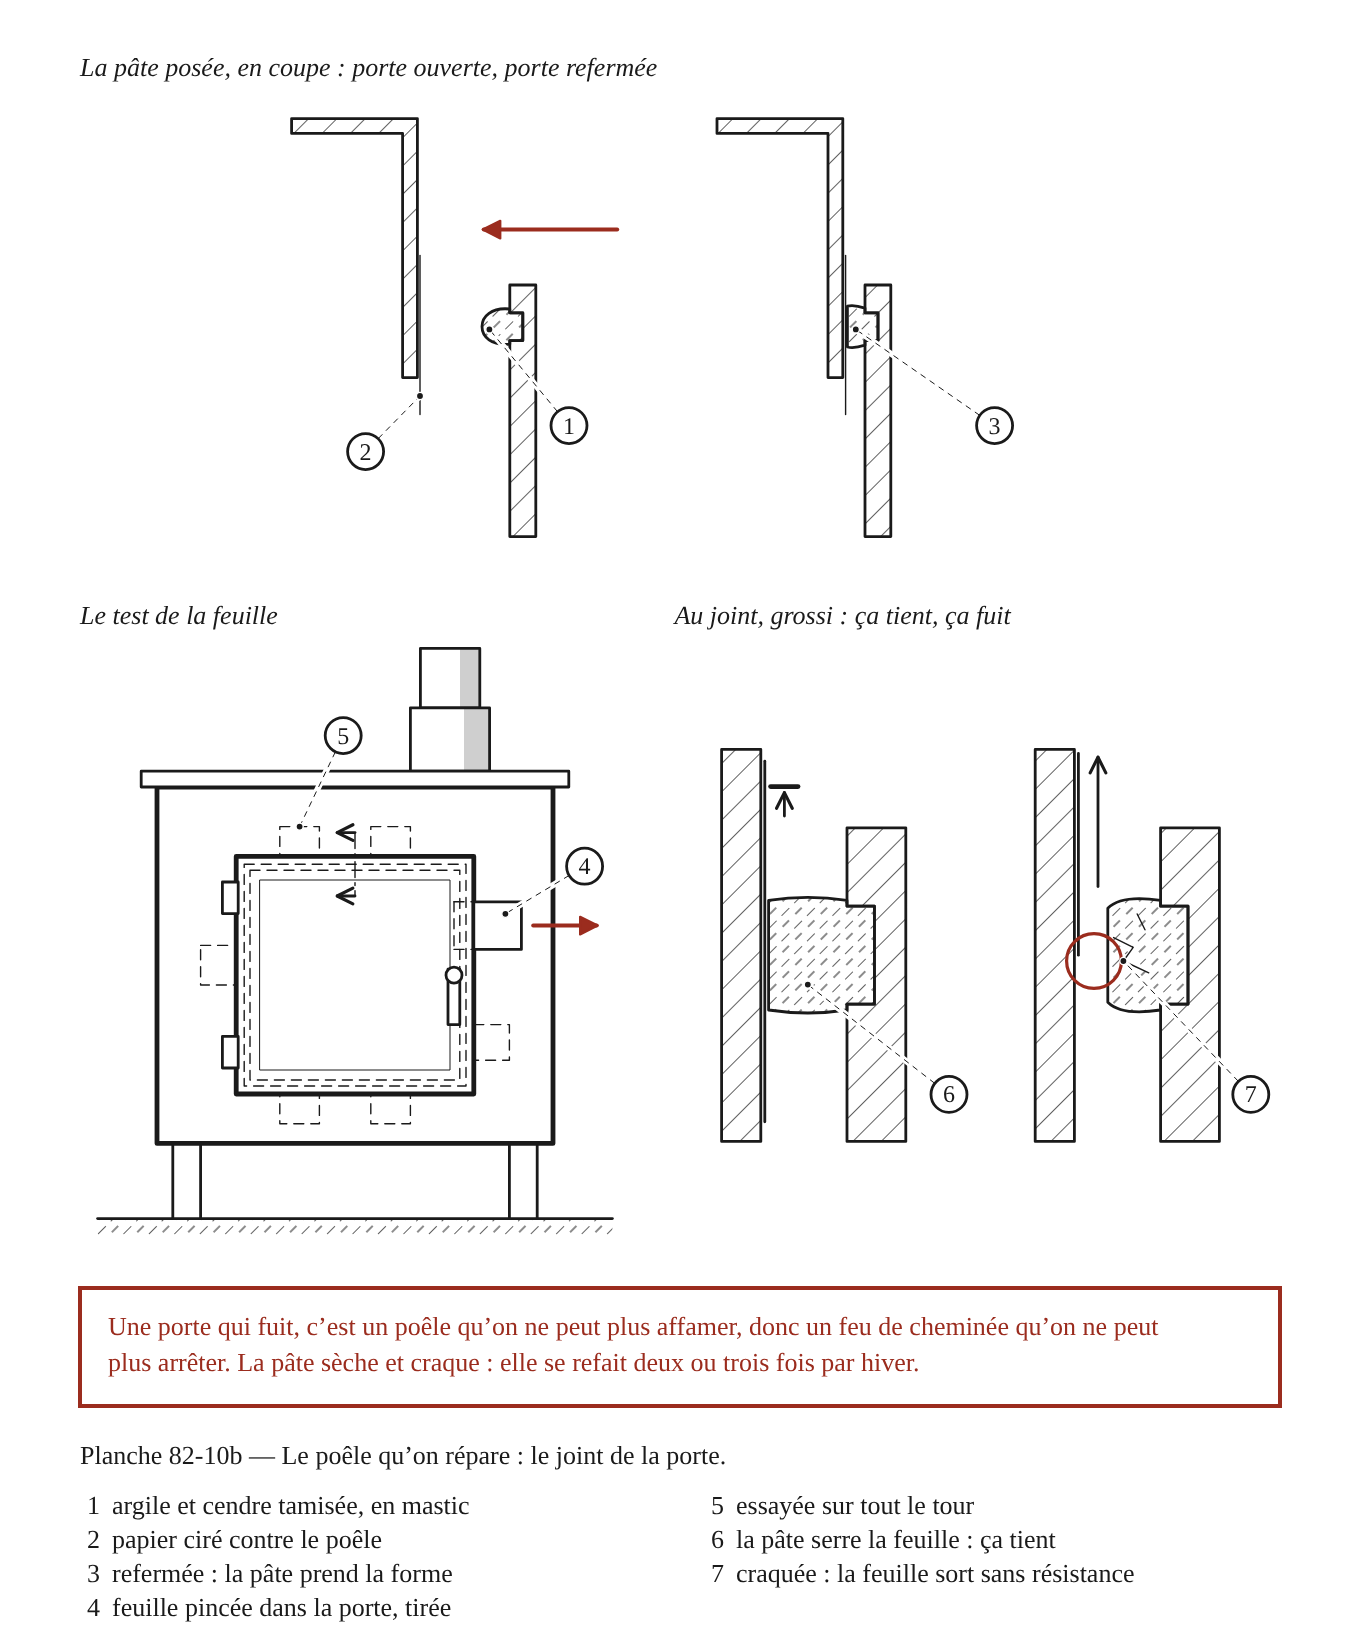 La pâte posée, en coupe : porte ouverte, porte refermée
1
2
3
Le test de la feuille
Au joint, grossi : ça tient, ça fuit
5
4
6
7
Une porte qui fuit, c’est un poêle qu’on ne peut plus affamer, donc un feu de cheminée qu’on ne peut
plus arrêter. La pâte sèche et craque : elle se refait deux ou trois fois par hiver.
Planche 82-10b — Le poêle qu’on répare : le joint de la porte.
1 argile et cendre tamisée, en mastic
2 papier ciré contre le poêle
3 refermée : la pâte prend la forme
4 feuille pincée dans la porte, tirée
5 essayée sur tout le tour
6 la pâte serre la feuille : ça tient
7 craquée : la feuille sort sans résistance